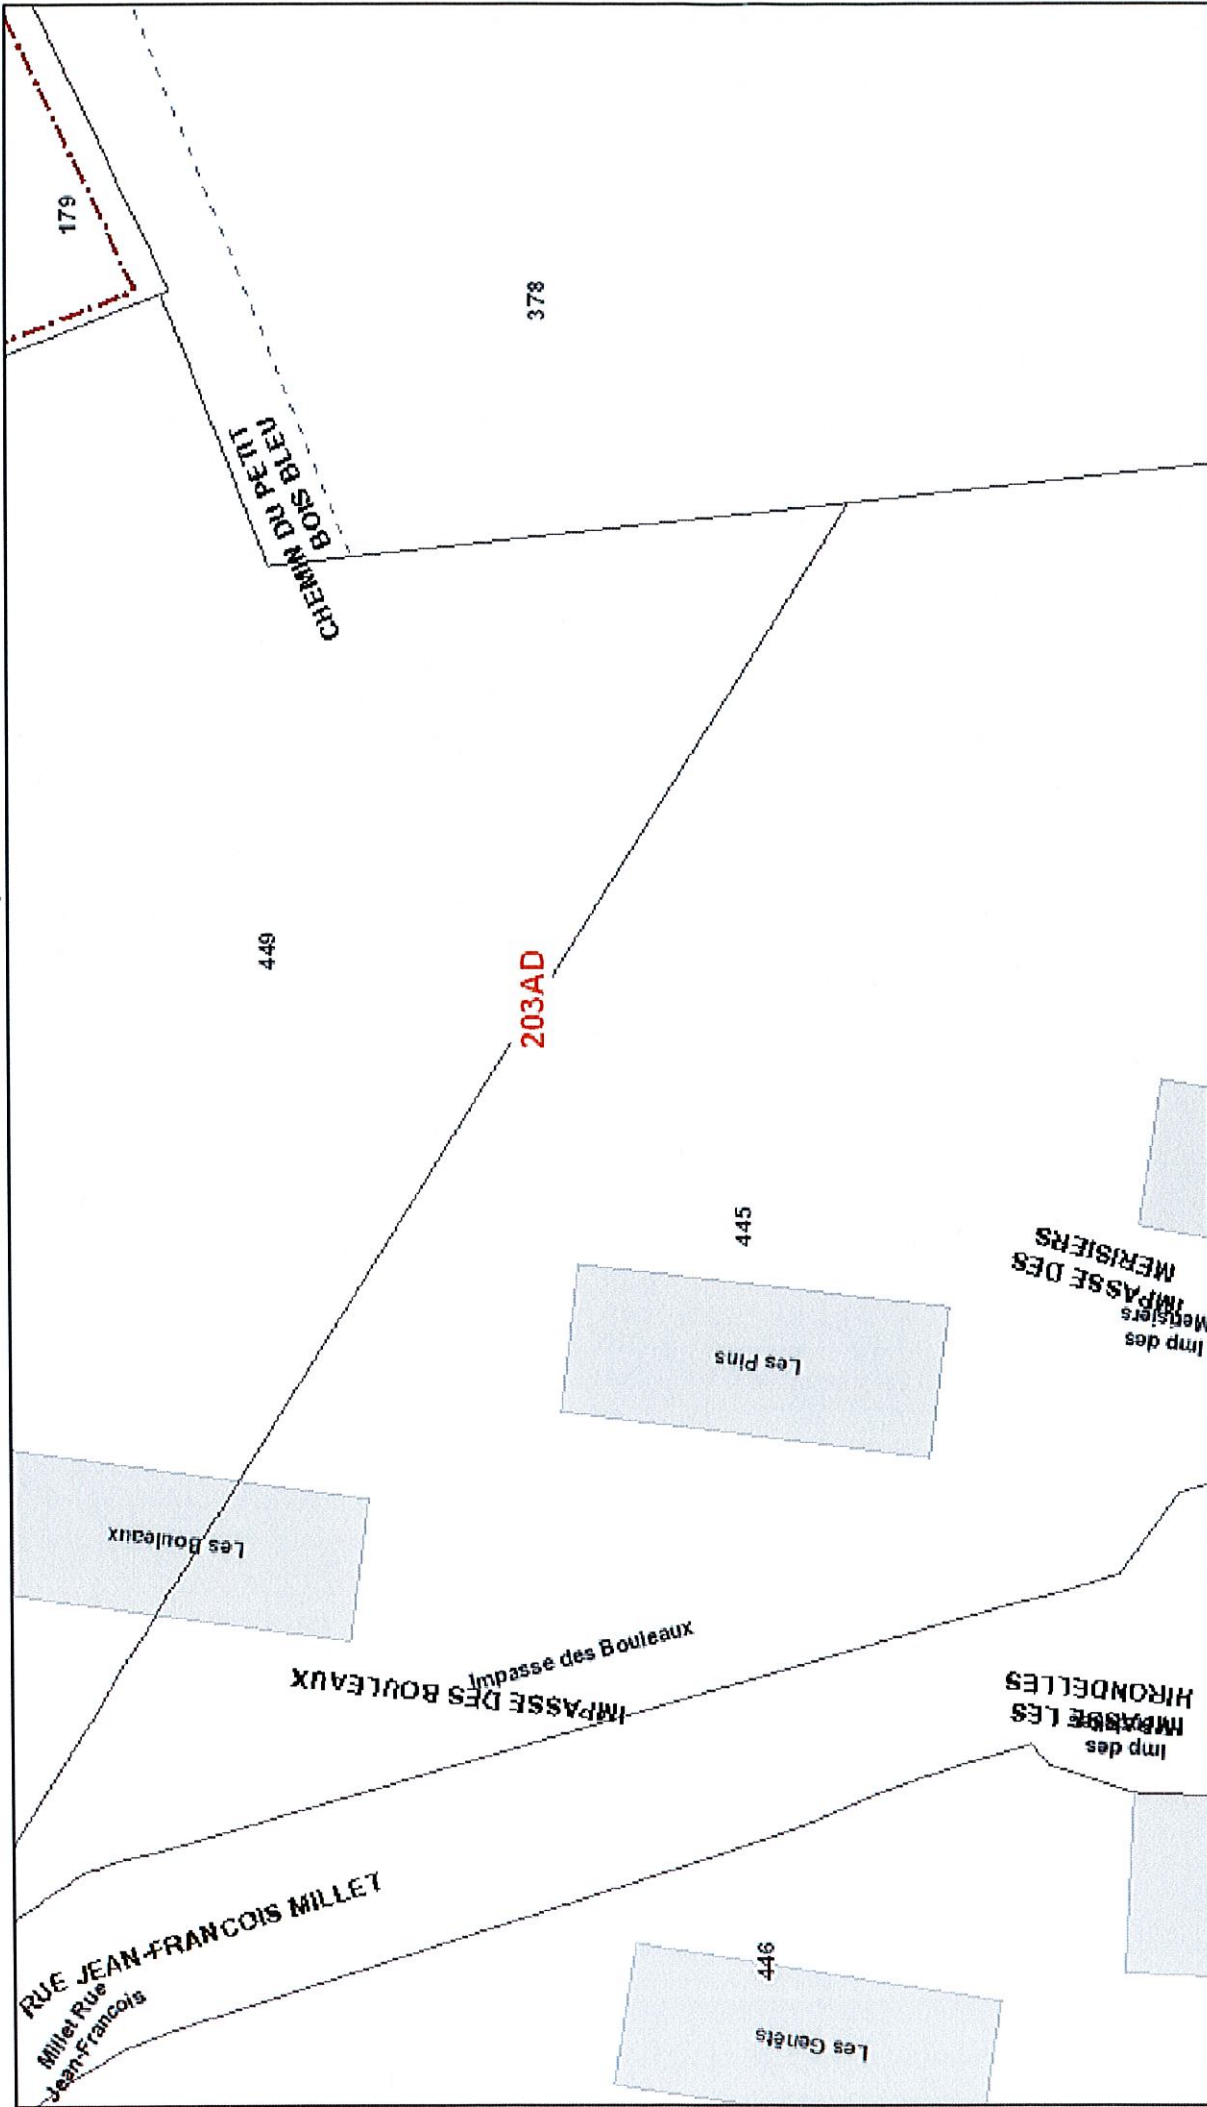 179
378
CHEMIN DU PETIT
BOIS BLEU
449
203AD
445
IMPASSE DES
MERISIERS
Imp des
Merisiers
Les Pins
Les Bouleaux
IMPASSE DES BOULEAUX
Impasse des Bouleaux
IMPASSE LES
HIRONDELLES
Imp des
RUE JEAN-FRANCOIS MILLET
Millet Rue
Jean-Francois
446
Les Genêts